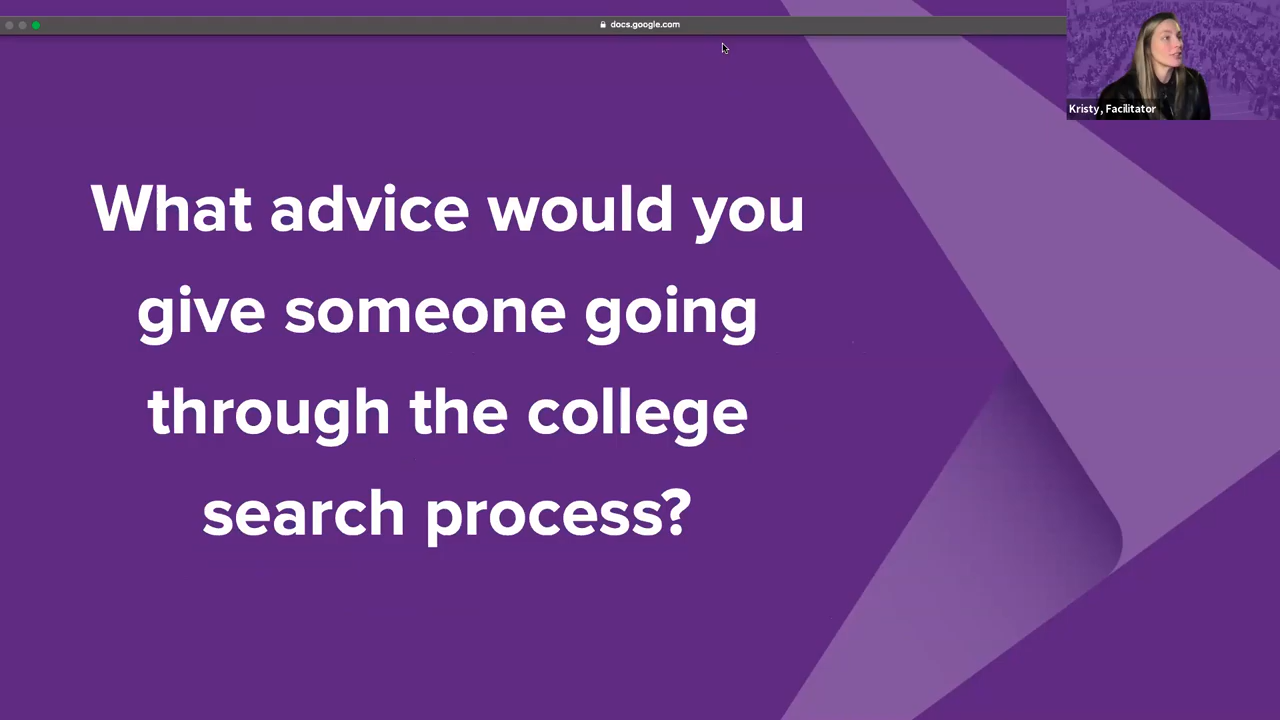 docs.google.com
Kristy, Facilitator
What advice would you
give someone going
through the college
search process?